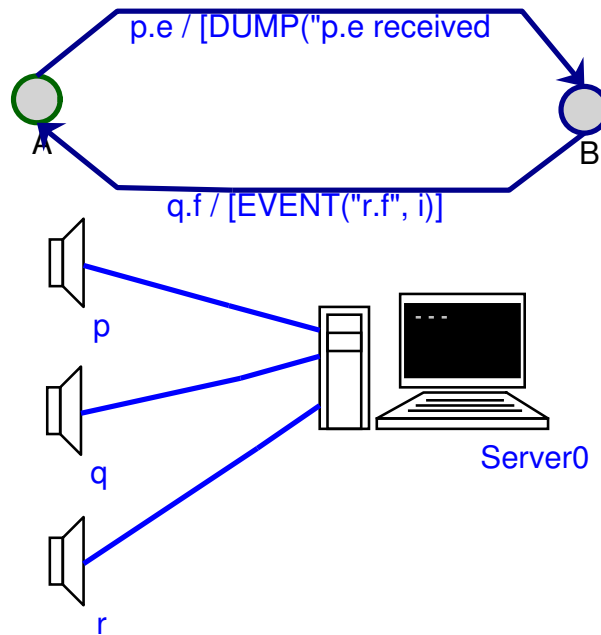 p.e / [DUMP("p.e received
A
B
q.f / [EVENT("r.f", i)]
p
q
Server0
r